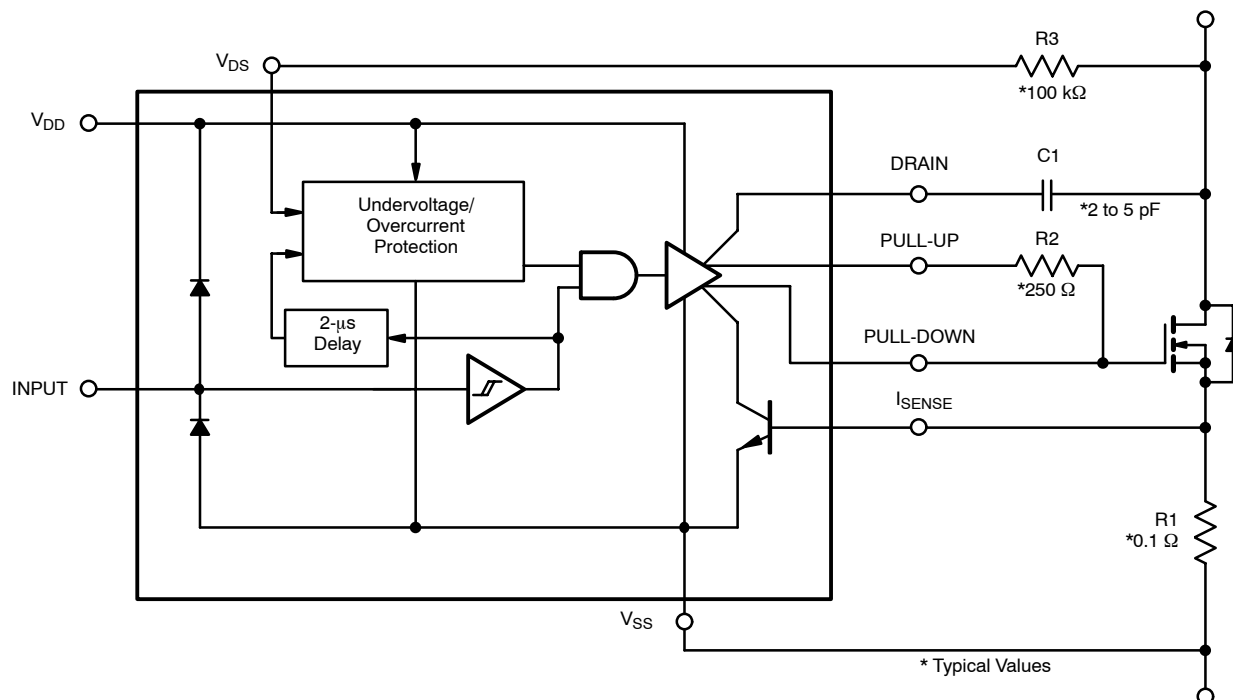 R3
V_DS
*100 kΩ
V_DD
DRAIN
C1
*2 to 5 pF
Undervoltage/
Overcurrent
Protection
PULL-UP
R2
*250 Ω
2-μs
Delay
PULL-DOWN
INPUT
I_SENSE
R1
*0.1 Ω
V_SS
* Typical Values